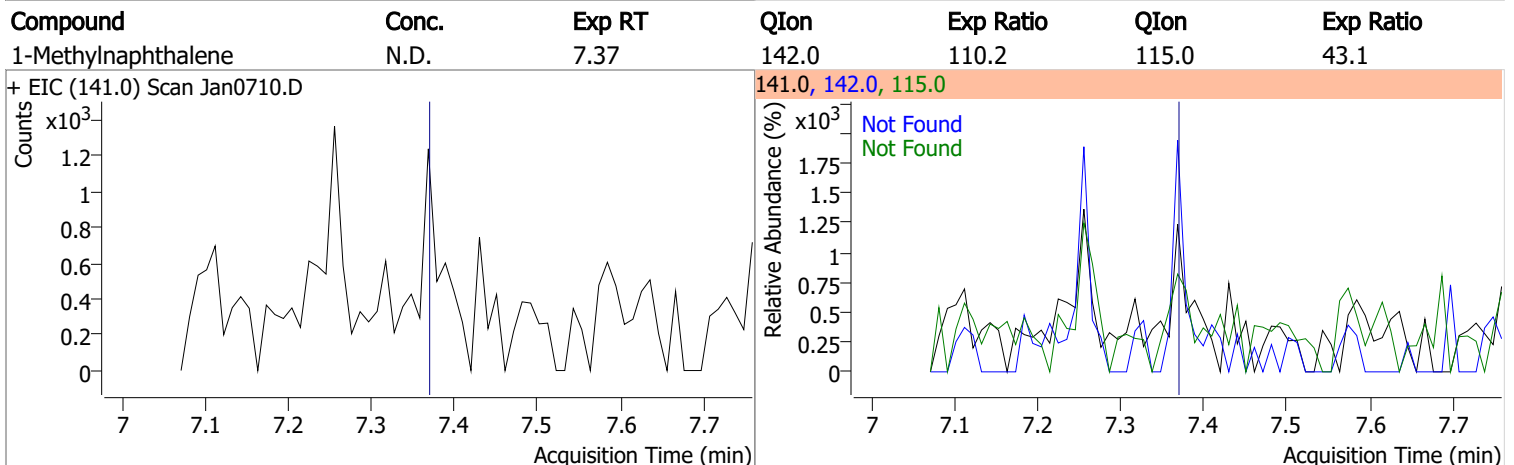 Compound Conc. Exp RT QIon Exp Ratio QIon Exp Ratio
1-Methylnaphthalene N.D. 7.37 142.0 110.2 115.0 43.1
+ EIC (141.0) Scan Jan0710.D
Counts
x10³
1.2
1
0.8
0.6
0.4
0.2
0
7 7.1 7.2 7.3 7.4 7.5 7.6 7.7
Acquisition Time (min)
141.0, 142.0, 115.0
Relative Abundance (%)
x10³
Not Found
Not Found
1.75
1.5
1.25
1
0.75
0.5
0.25
0
7 7.1 7.2 7.3 7.4 7.5 7.6 7.7
Acquisition Time (min)